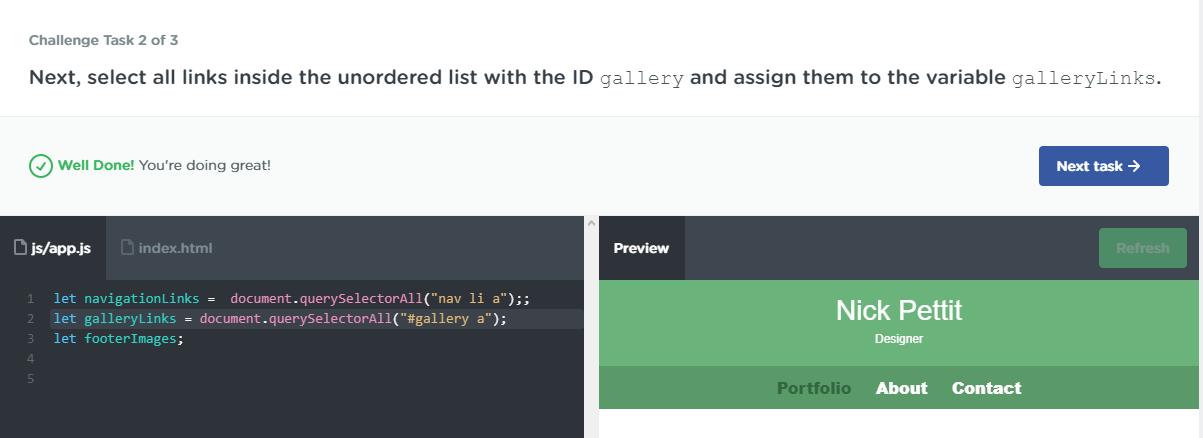 Challenge Task 2 of 3
Next, select all links inside the unordered list with the ID gallery and assign them to the variable galleryLinks.
Well Done! You're doing great!
Next task →
js/app.js
index.html
Preview
Refresh
1 let navigationLinks =  document.querySelectorAll("nav li a");;
2 let galleryLinks = document.querySelectorAll("#gallery a");
3 let footerImages;
4
5
Nick Pettit
Designer
Portfolio About Contact